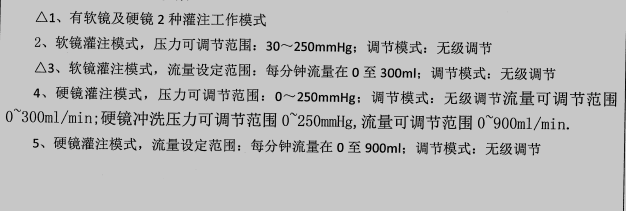 △1、有软镜及硬镜 2 种灌注工作模式
2、软镜灌注模式，压力可调节范围：30～250mmHg；调节模式：无级调节
△3、软镜灌注模式，流量设定范围：每分钟流量在 0 至 300ml；调节模式：无级调节
4、硬镜灌注模式，压力可调节范围：0～250mmHg；调节模式：无级调节流量可调节范围
0~300ml/min;硬镜冲洗压力可调节范围 0~250mmHg,流量可调节范围 0~900ml/min.
5、硬镜灌注模式，流量设定范围：每分钟流量在 0 至 900ml；调节模式：无级调节